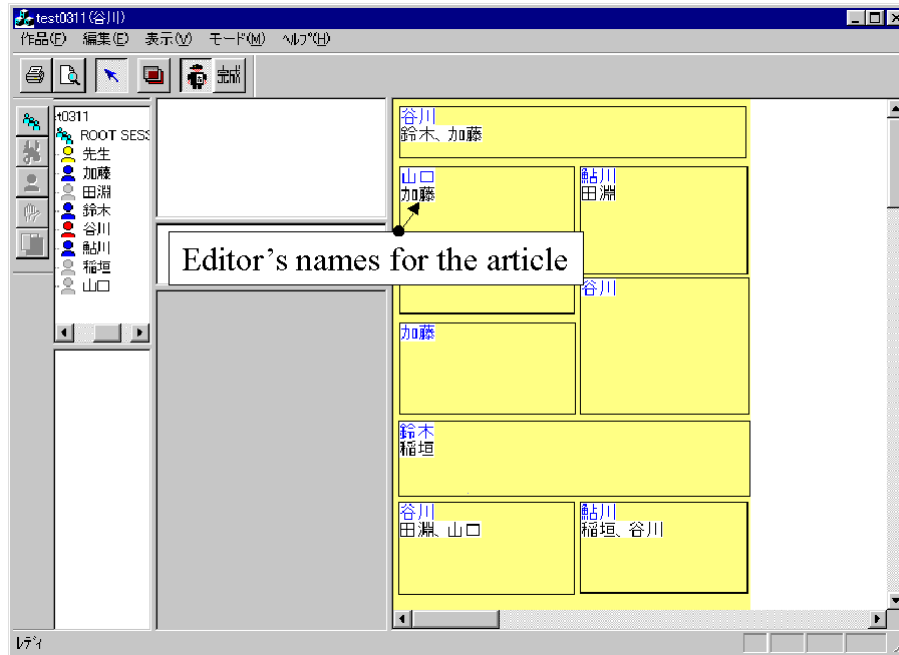 test0311(谷川)
作品(F) 編集(E) 表示(V) モード(M) ﾍﾙﾌﾟ(H)
完成
t0311
ROOT SESS
先生
加藤
田淵
鈴木
谷川
鮎川
稲垣
山口
谷川
鈴木、加藤
山口
加藤
鮎川
田淵
Editor's names for the article
谷川
加藤
鈴木
稲垣
谷川
田淵、山口
鮎川
稲垣、谷川
ﾚﾃﾞｨ